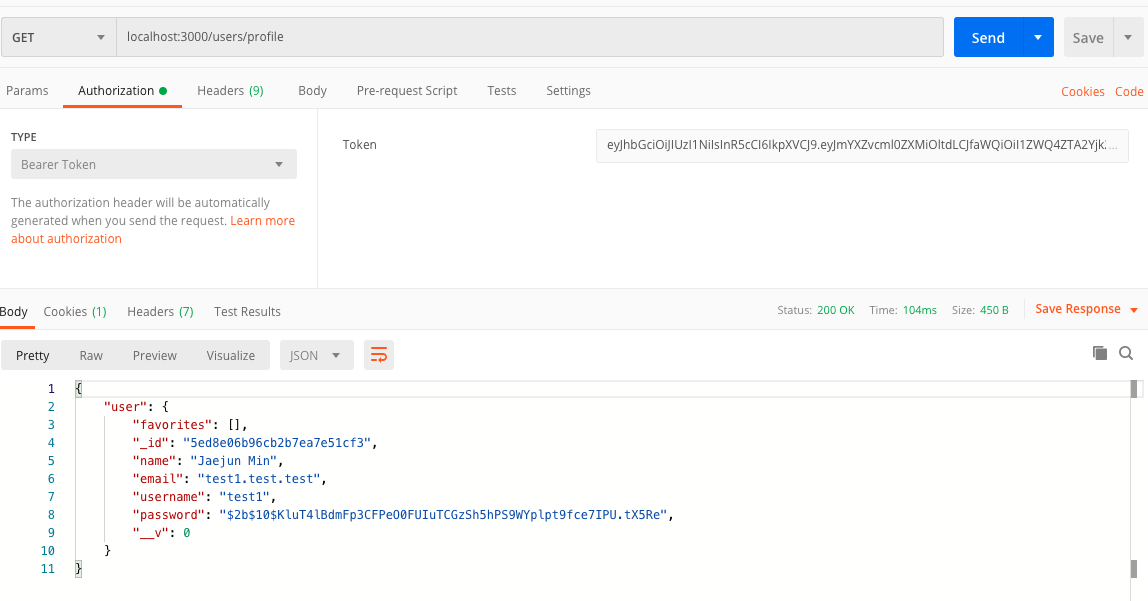 GET localhost:3000/users/profile Send Save
Params Authorization Headers (9) Body Pre-request Script Tests Settings Cookies Code
TYPE
Bearer Token
The authorization header will be automatically
generated when you send the request. Learn more
about authorization
Token eyJhbGciOiJIUzI1NiIsInR5cCI6IkpXVCJ9.eyJmYXZvcml0ZXMiOltdLCJfaWQiOiI1ZWQ4ZTA2Yjk...
Body Cookies (1) Headers (7) Test Results Status: 200 OK Time: 104ms Size: 450 B Save Response
Pretty Raw Preview Visualize JSON
1 {
2 "user": {
3 "favorites": [],
4 "_id": "5ed8e06b96cb2b7ea7e51cf3",
5 "name": "Jaejun Min",
6 "email": "test1.test.test",
7 "username": "test1",
8 "password": "$2b$10$KluT4lBdmFp3CFPeO0FUIuTCGzSh5hPS9WYplpt9fce7IPU.tX5Re",
9 "__v": 0
10 }
11 }